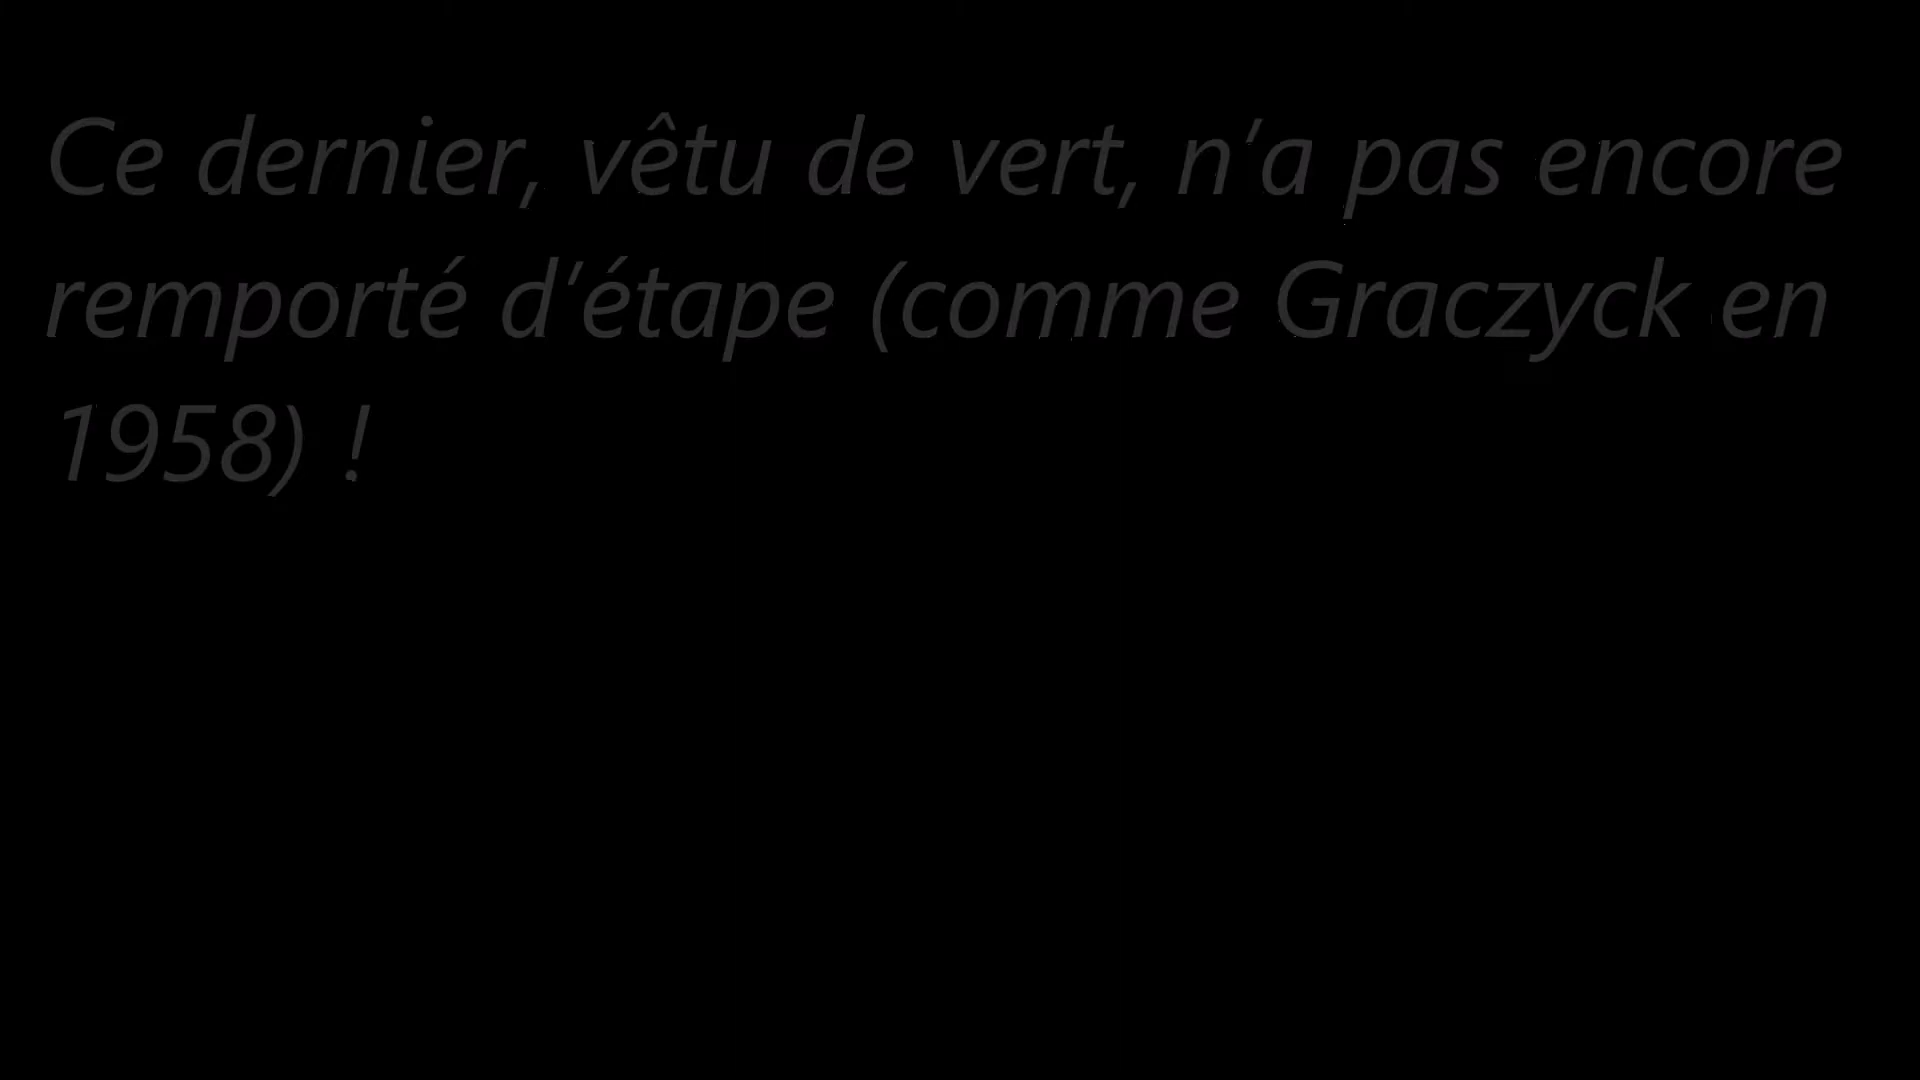 Ce dernier, vêtu de vert, n’a pas encore
remporté d’étape (comme Graczyck en
1958) !